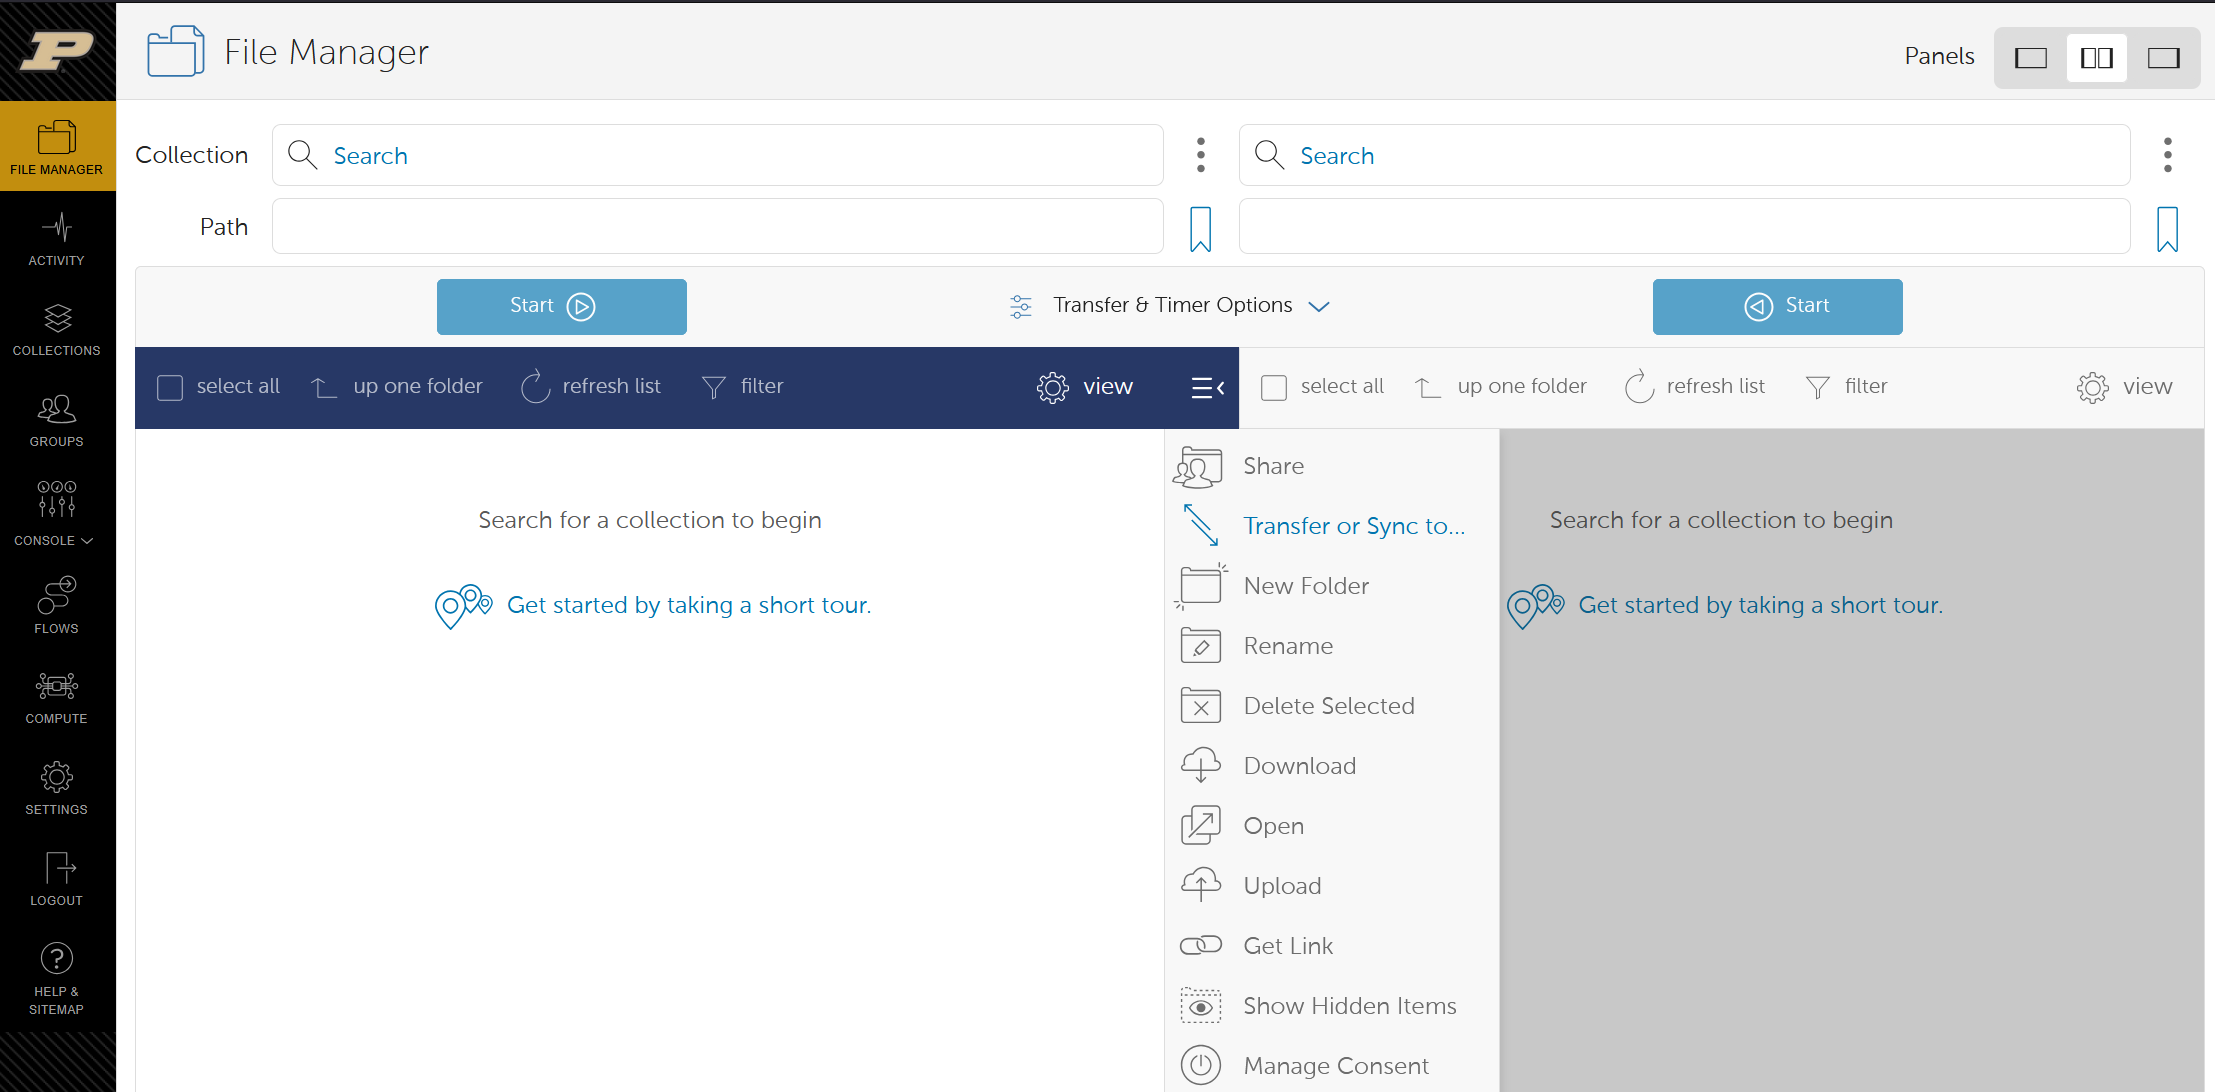 P
File Manager
Panels
FILE MANAGER
ACTIVITY
COLLECTIONS
GROUPS
CONSOLE
FLOWS
COMPUTE
SETTINGS
LOGOUT
HELP &
SITEMAP
Collection
Search
Search
Path
Start
Transfer & Timer Options
Start
select all
up one folder
refresh list
filter
view
select all
up one folder
refresh list
filter
view
Search for a collection to begin
Get started by taking a short tour.
Share
Transfer or Sync to...
New Folder
Rename
Delete Selected
Download
Open
Upload
Get Link
Show Hidden Items
Manage Consent
Search for a collection to begin
Get started by taking a short tour.